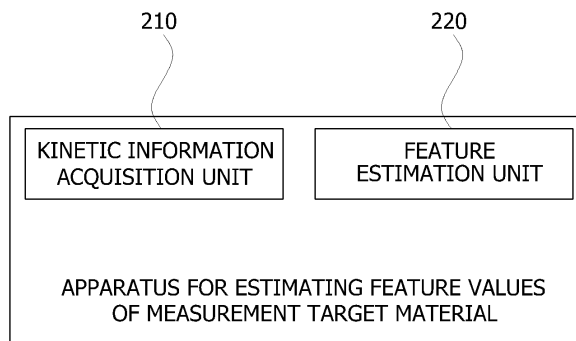 210
220
KINETIC INFORMATION
ACQUISITION UNIT
FEATURE
ESTIMATION UNIT
APPARATUS FOR ESTIMATING FEATURE VALUES
OF MEASUREMENT TARGET MATERIAL